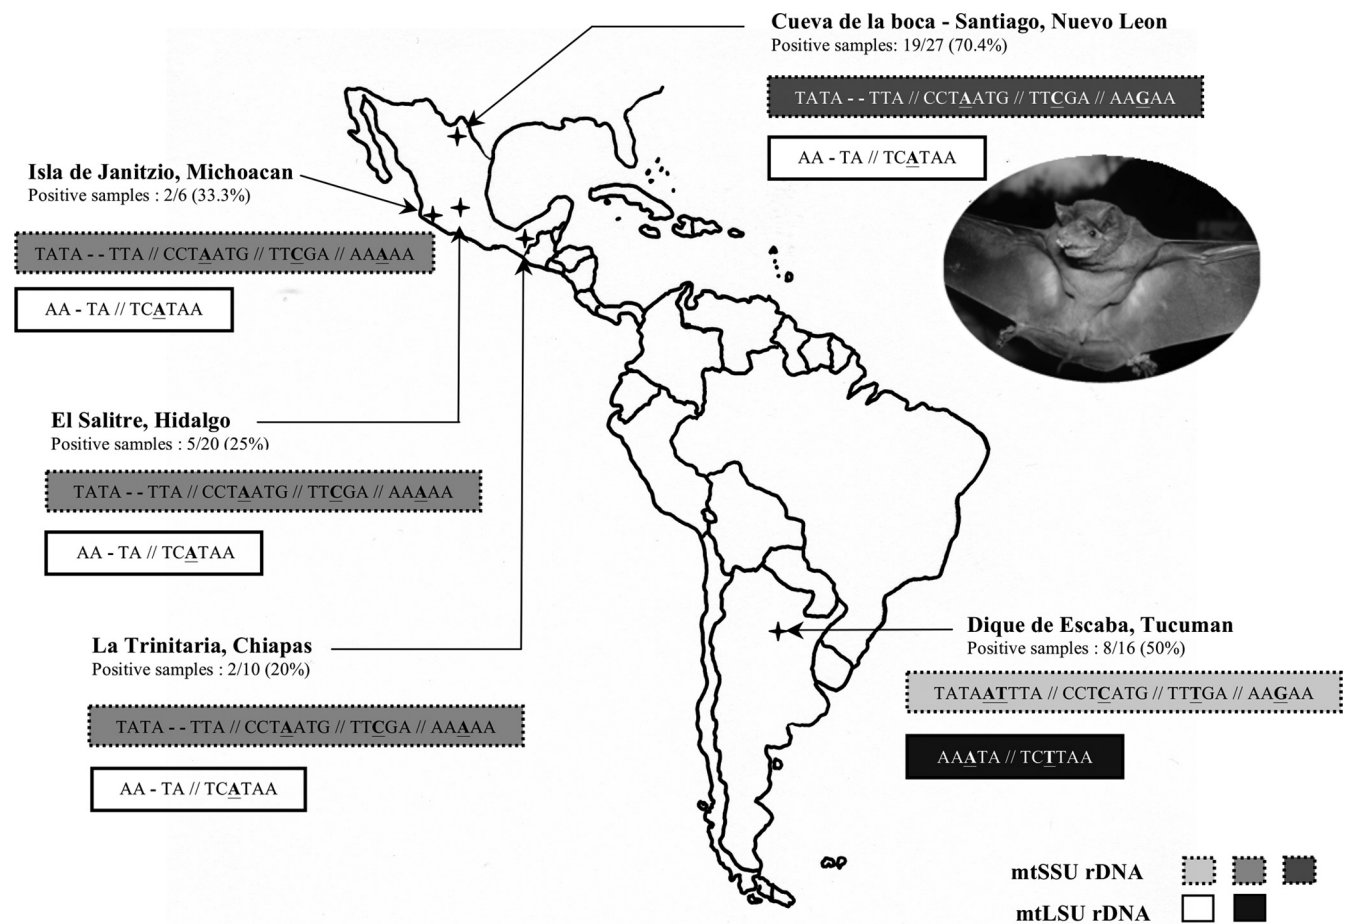 Cueva de la boca - Santiago, Nuevo Leon
Positive samples: 19/27 (70.4%)
TATA - - TTA // CCTAATG // TTCGA // AAGAA
AA - TA // TCATAA
Isla de Janitzio, Michoacan
Positive samples : 2/6 (33.3%)
TATA - - TTA // CCTAATG // TTCGA // AAAAA
AA - TA // TCATAA
El Salitre, Hidalgo
Positive samples : 5/20 (25%)
TATA - - TTA // CCTAATG // TTCGA // AAAAA
AA - TA // TCATAA
La Trinitaria, Chiapas
Positive samples : 2/10 (20%)
TATA - - TTA // CCTAATG // TTCGA // AAAAA
AA - TA // TCATAA
Dique de Escaba, Tucuman
Positive samples : 8/16 (50%)
TATAATTTA // CCTCATG // TTTGA // AAGAA
AAATA // TCTTAA
mtSSU rDNA
mtLSU rDNA